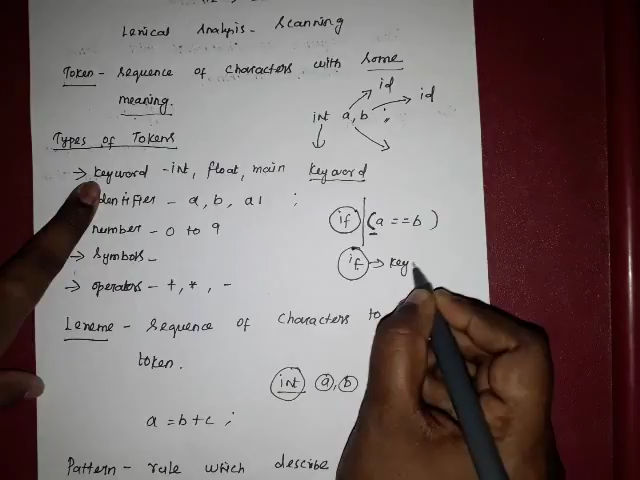 Lexical Analysis - Scanning
Token - sequence of characters with some
meaning.
id
id
int a, b ;
Types of Tokens
→ keyword - int, float, main keyword
identifier - a, b, a1 ;
number - 0 to 9
if (a == b)
→ symbols -
if → key
→ operators - +, *, -
Lexeme - sequence of characters to
token.
int a, b
a = b + c ;
Pattern - rule which describe